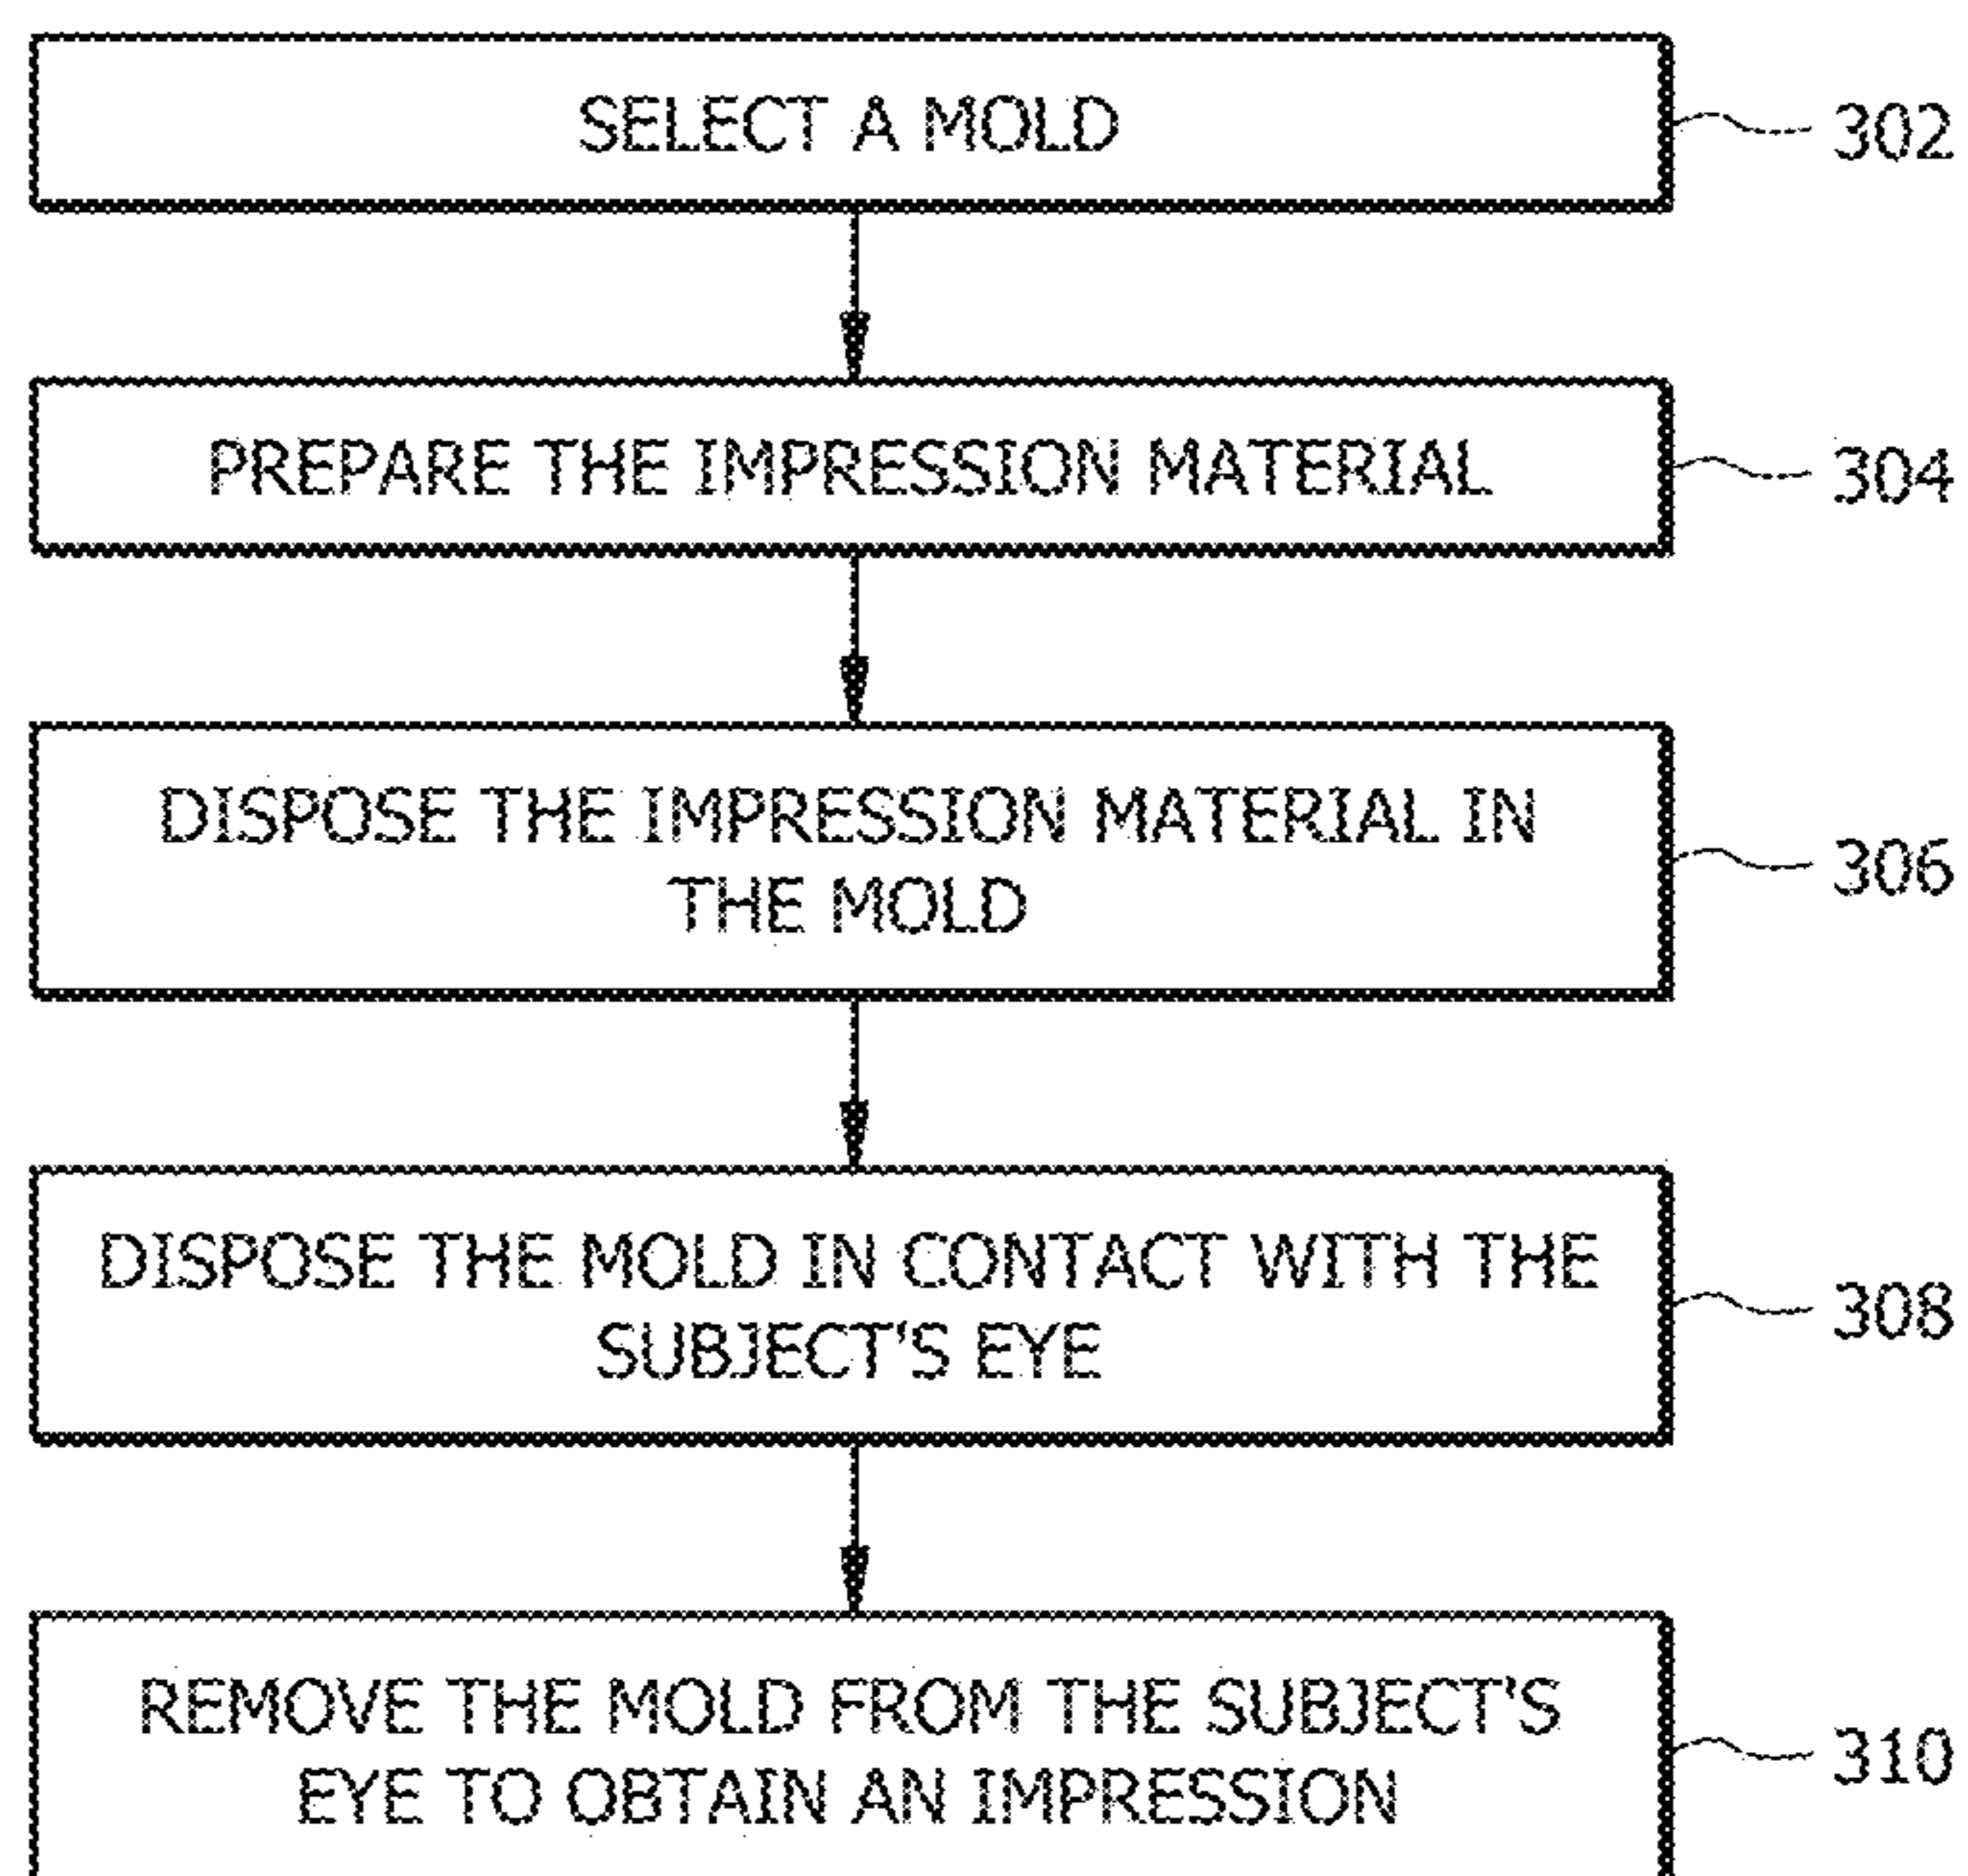 SELECT A MOLD
302
PREPARE THE IMPRESSION MATERIAL
304
DISPOSE THE IMPRESSION MATERIAL IN
THE MOLD
306
DISPOSE THE MOLD IN CONTACT WITH THE
SUBJECT'S EYE
308
REMOVE THE MOLD FROM THE SUBJECT'S
EYE TO OBTAIN AN IMPRESSION
310